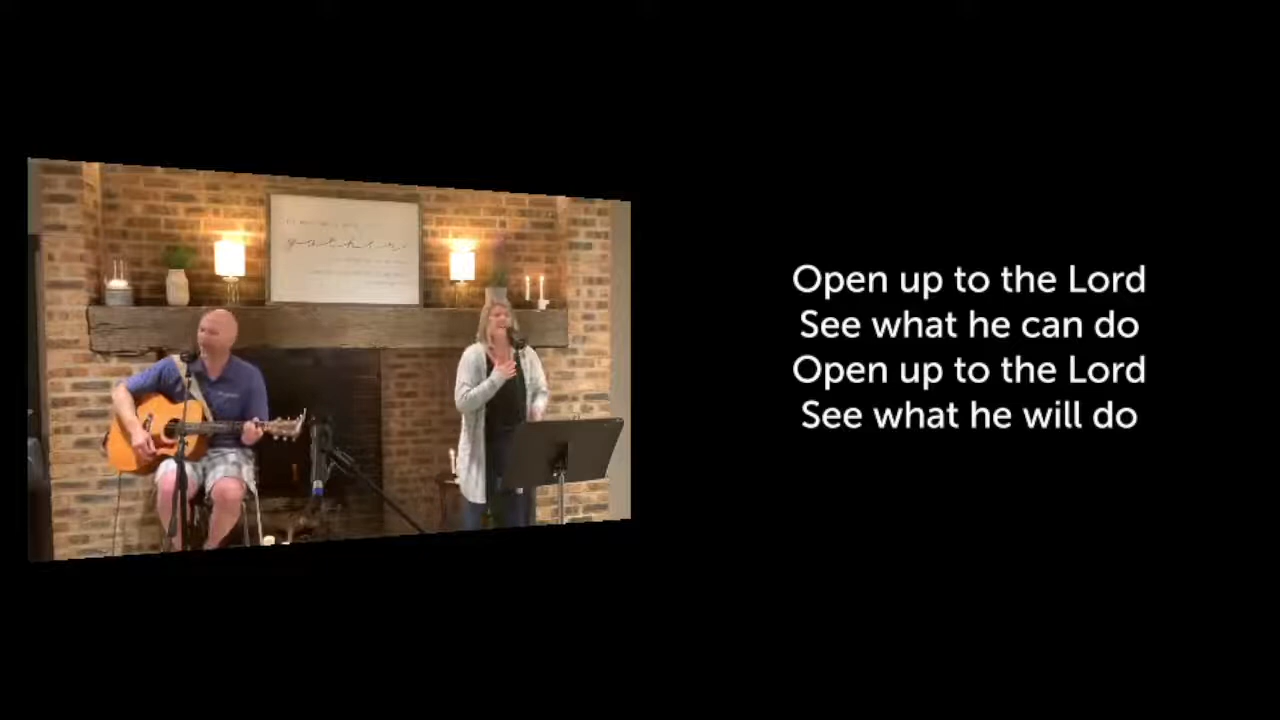 gather
Open up to the Lord
See what he can do
Open up to the Lord
See what he will do